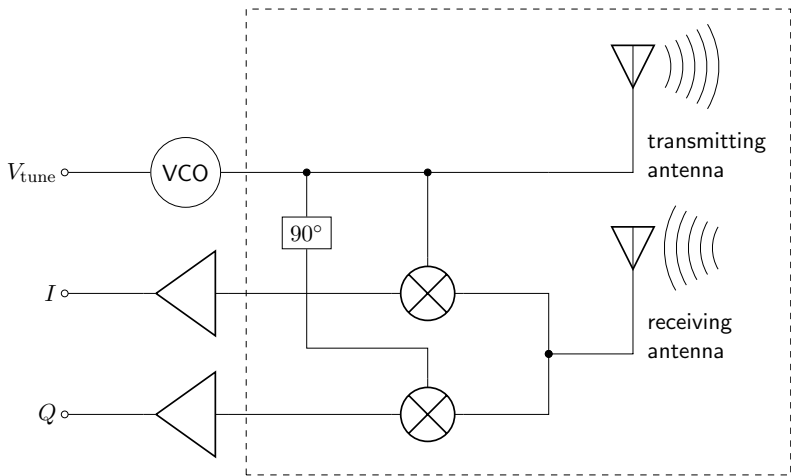 transmitting
antenna
V_tune
VCO
90°
I
receiving
antenna
Q